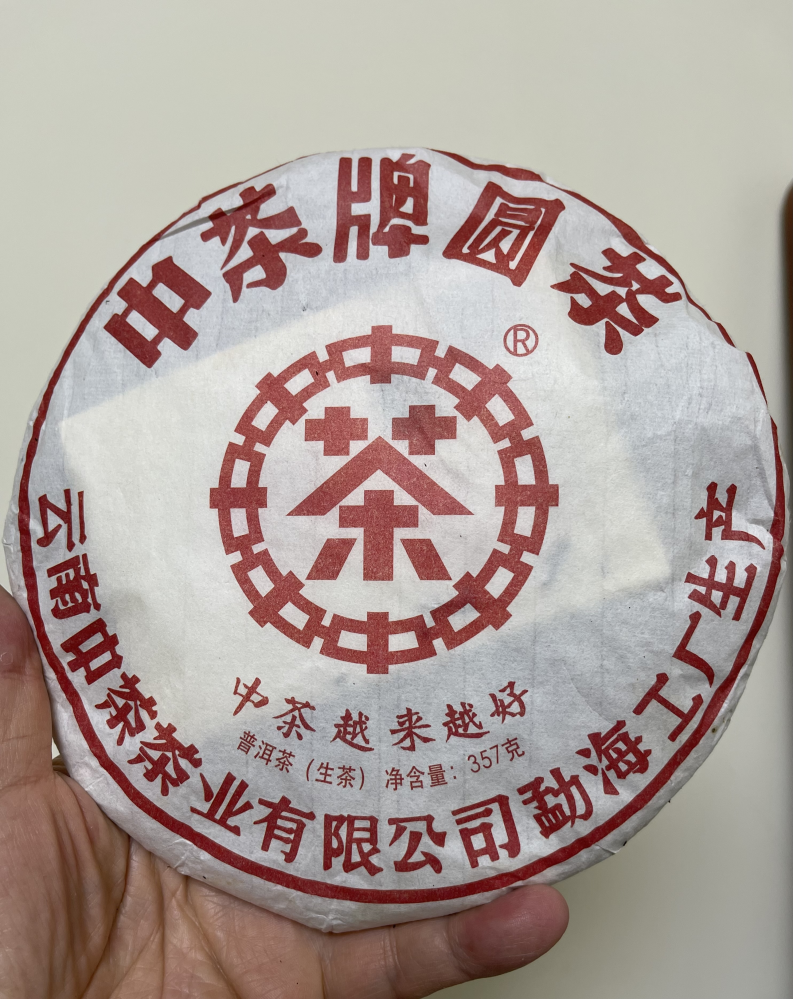 中茶牌圆茶
®
茶
中茶越来越好
普洱茶（生茶） 净含量：357克
云南中茶茶业有限公司勐海工厂生产